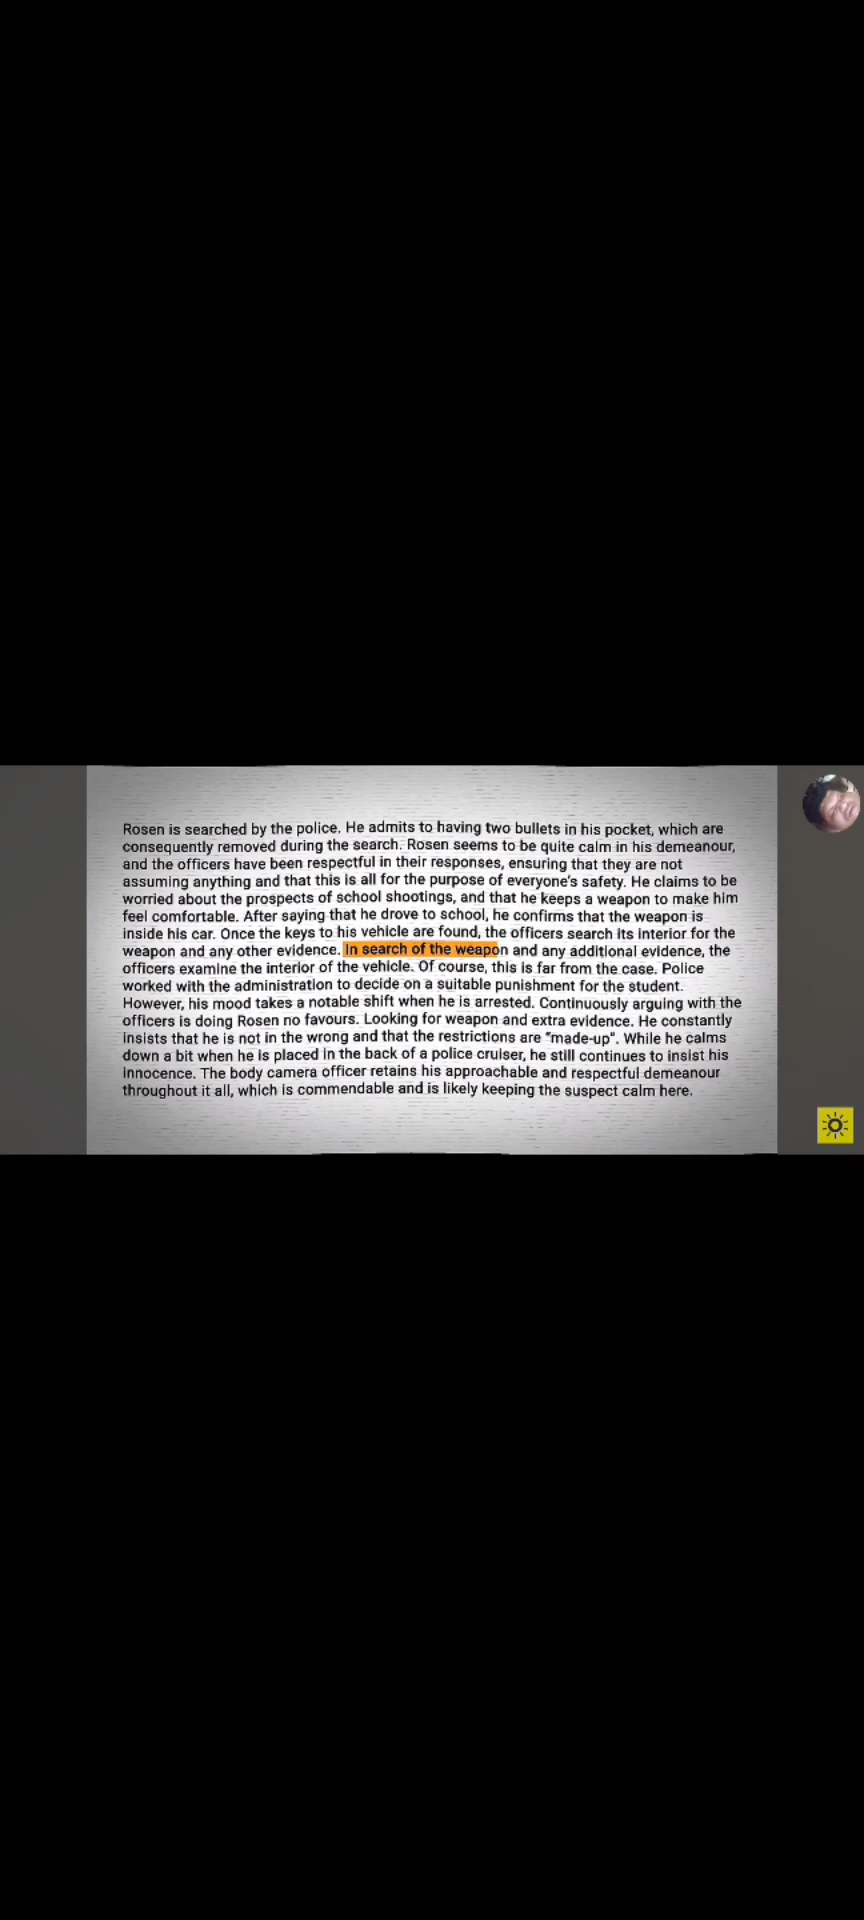 Rosen is searched by the police. He admits to having two bullets in his pocket, which are
consequently removed during the search. Rosen seems to be quite calm in his demeanour,
and the officers have been respectful in their responses, ensuring that they are not
assuming anything and that this is all for the purpose of everyone's safety. He claims to be
worried about the prospects of school shootings, and that he keeps a weapon to make him
feel comfortable. After saying that he drove to school, he confirms that the weapon is
inside his car. Once the keys to his vehicle are found, the officers search its interior for the
weapon and any other evidence. In search of the weapon and any additional evidence, the
officers examine the interior of the vehicle. Of course, this is far from the case. Police
worked with the administration to decide on a suitable punishment for the student.
However, his mood takes a notable shift when he is arrested. Continuously arguing with the
officers is doing Rosen no favours. Looking for weapon and extra evidence. He constantly
insists that he is not in the wrong and that the restrictions are "made-up". While he calms
down a bit when he is placed in the back of a police cruiser, he still continues to insist his
innocence. The body camera officer retains his approachable and respectful demeanour
throughout it all, which is commendable and is likely keeping the suspect calm here.